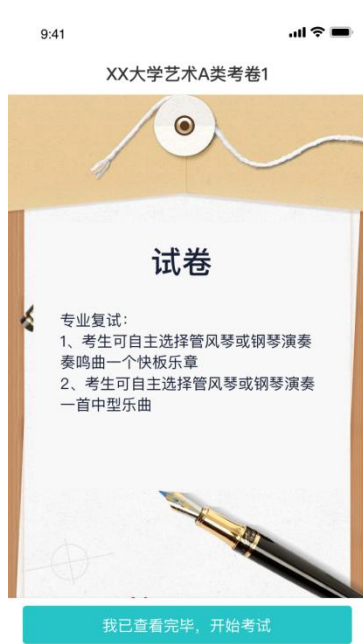 9:41
XX大学艺术A类考卷1
试卷
专业复试：
1、考生可自主选择管风琴或钢琴演奏
奏鸣曲一个快板乐章
2、考生可自主选择管风琴或钢琴演奏
一首中型乐曲
我已查看完毕，开始考试